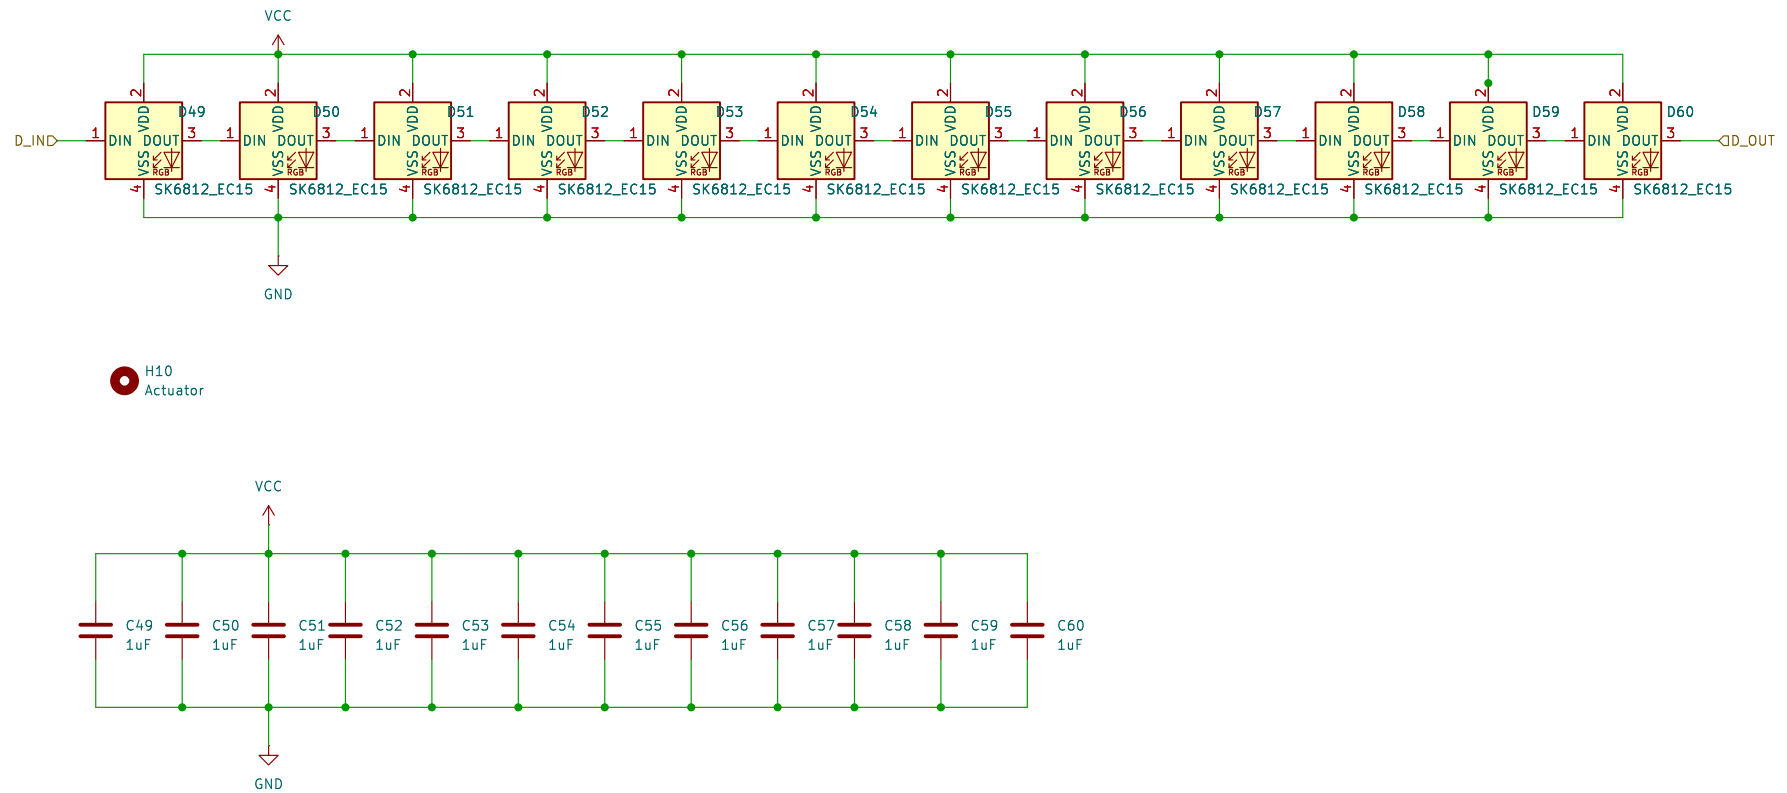 VCC
2 2 2 2 2 2 2 2 2 2 2 2
D49 D50 D51 D52 D53 D54 D55 D56 D57 D58 D59 D60
VDD VDD VDD VDD VDD VDD VDD VDD VDD VDD VDD VDD
D_IN 1 DIN DOUT 3 1 DIN DOUT 3 1 DIN DOUT 3 1 DIN DOUT 3 1 DIN DOUT 3 1 DIN DOUT 3 1 DIN DOUT 3 1 DIN DOUT 3 1 DIN DOUT 3 1 DIN DOUT 3 1 DIN DOUT 3 1 DIN DOUT 3 D_OUT
VSS VSS VSS VSS VSS VSS VSS VSS VSS VSS VSS VSS
RGB RGB RGB RGB RGB RGB RGB RGB RGB RGB RGB RGB
4 SK6812_EC15 4 SK6812_EC15 4 SK6812_EC15 4 SK6812_EC15 4 SK6812_EC15 4 SK6812_EC15 4 SK6812_EC15 4 SK6812_EC15 4 SK6812_EC15 4 SK6812_EC15 4 SK6812_EC15 4 SK6812_EC15
GND
H10
Actuator
VCC
C49 C50 C51 C52 C53 C54 C55 C56 C57 C58 C59 C60
1uF 1uF 1uF 1uF 1uF 1uF 1uF 1uF 1uF 1uF 1uF 1uF
GND